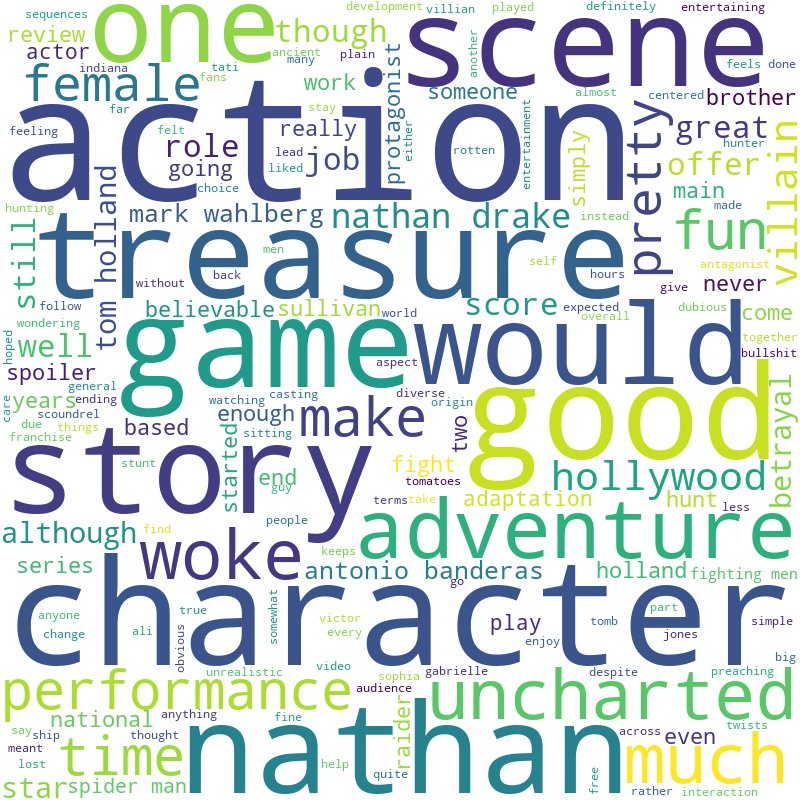 sequences
development
villian
played
definitely
entertaining
review
one
though
scene
actor
ancient
plain
another
feels
done
indiana
tati
many
fans
female
work
someone
almost
centered
brother
far
stay
protagonist
either
entertainment
pretty
feeling
action
felt
role
really
lead
job
rotten
simply
great
hunter
going
liked
choice
offer
villain
hunting
tom holland
mark wahlberg
nathan drake
instead
main
made
still
treasure
men
self
fun
antagonist
without
back
hours
give
never
follow
believable
sullivan
world
score
expected
overall
dubious
come
hoped
wondering
game
would
together
well
aspect
bullshit
spoiler
general
ending
watching
casting
diverse
origin
good
care
years
scoundrel
enough
sitting
make
two
due
things
based
started
betrayal
franchise
stunt
story
guy
end
fight
tomatoes
hollywood
terms
take
adaptation
hunt
less
although
people
adventure
find
woke
keeps
series
antonio banderas
holland
fighting men
go
character
anyone
true
somewhat
victor
play
tomb
part
simple
change
ali
obvious
every
enjoy
jones
big
unrealistic
video
sophia
gabrielle
despite
preaching
performance
audience
uncharted
national
anything
raider
twists
say
ship
thought
fine
nathan
across
even
meant
time
much
lost
help
free
star
spider man
quite
rather
interaction